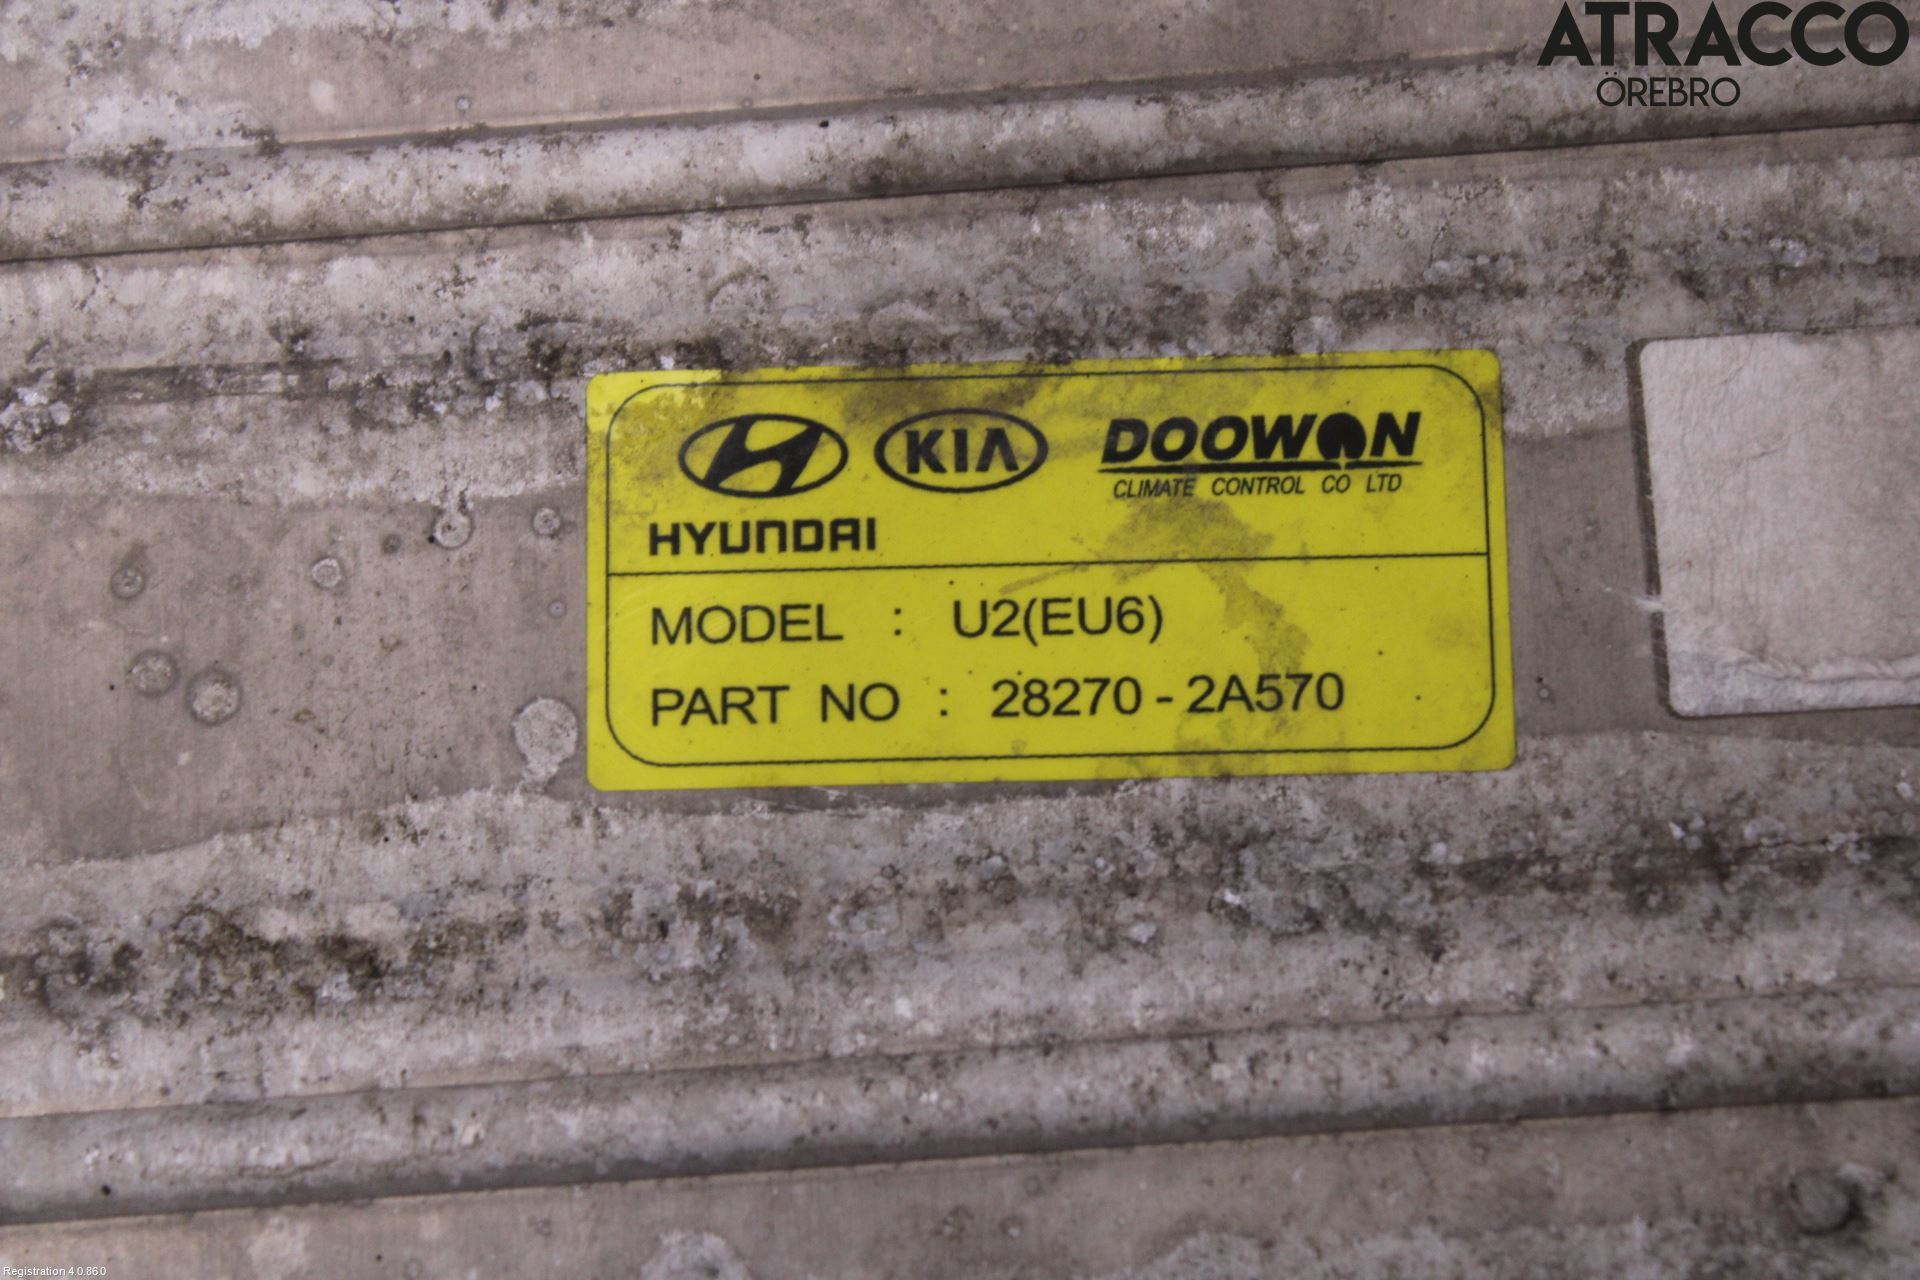 ATRACCO
ÖREBRO
KIA DOOWON
CLIMATE CONTROL CO LTD
HYUNDAI
MODEL : U2(EU6)
PART NO : 28270-2A570
Registration 4.0.86.0